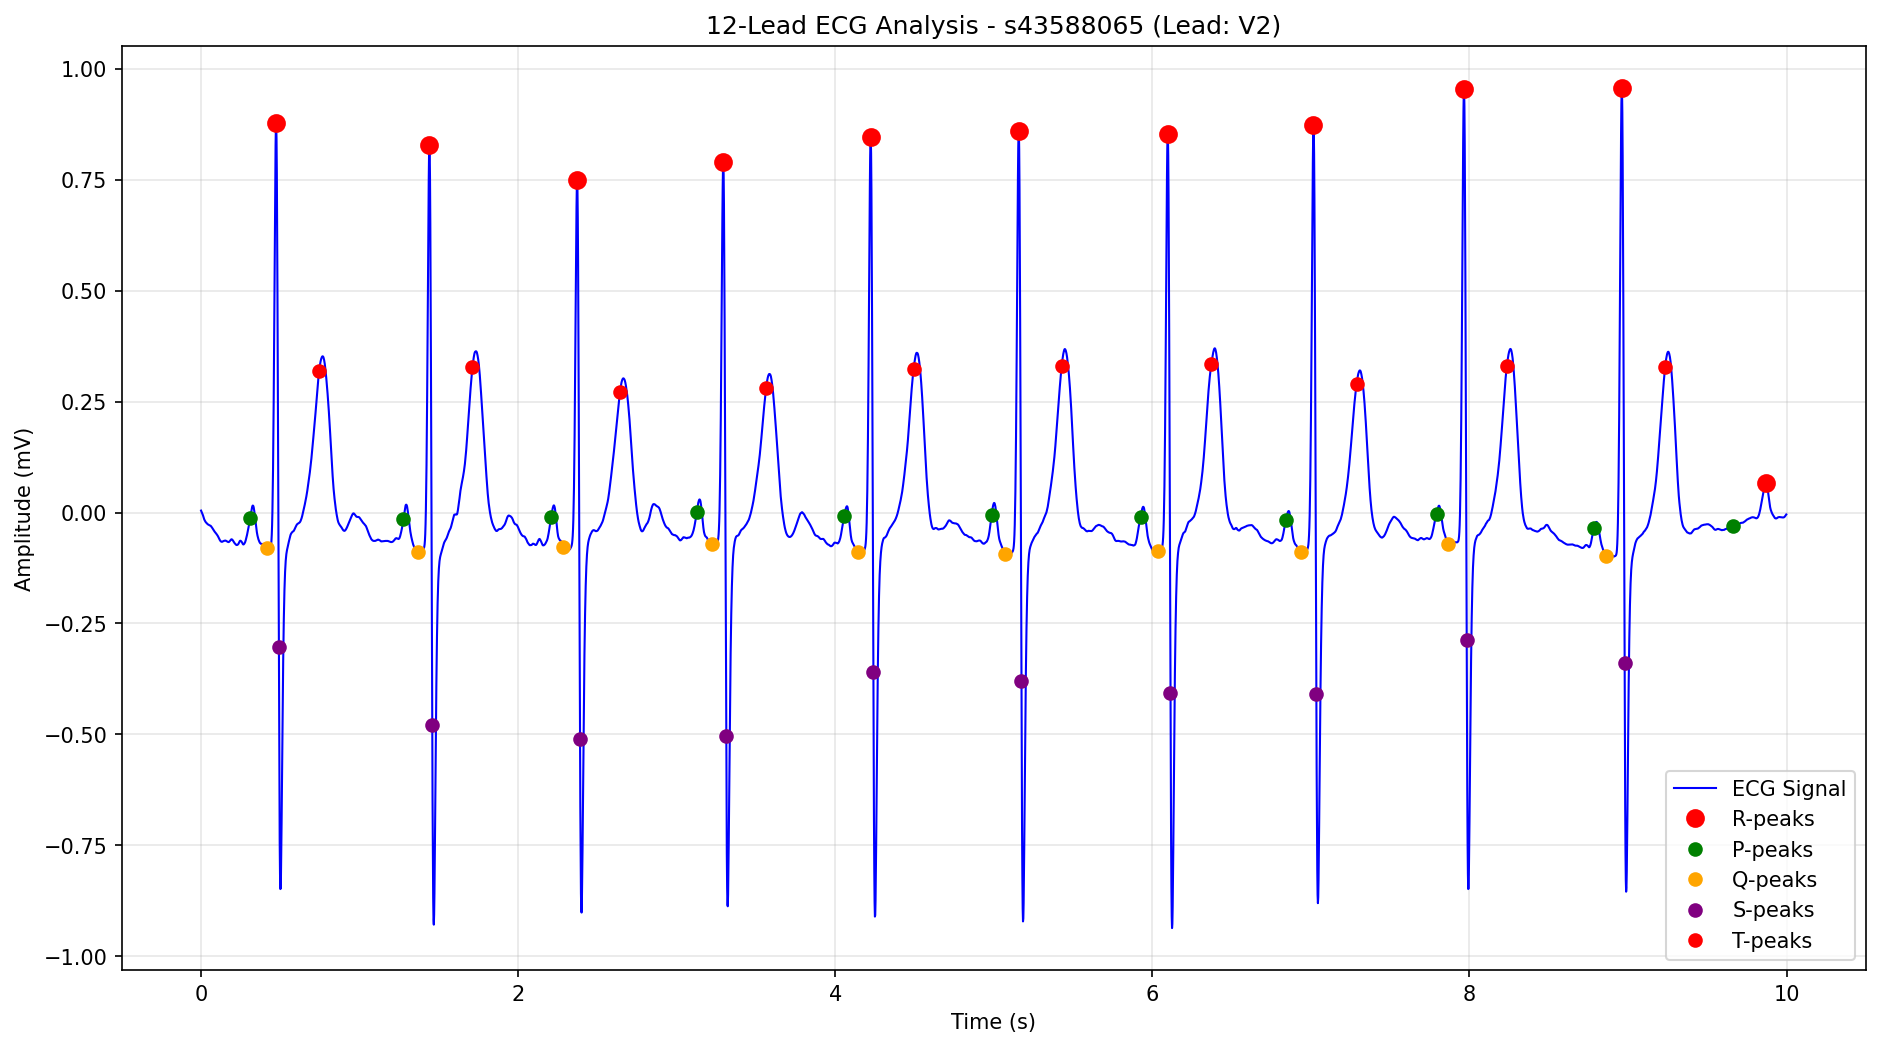 12-Lead ECG Analysis - s43588065 (Lead: V2)
1.00
0.75
0.50
0.25
0.00
−0.25
−0.50
−0.75
−1.00
Amplitude (mV)
0 2 4 6 8 10
Time (s)
ECG Signal
R-peaks
P-peaks
Q-peaks
S-peaks
T-peaks